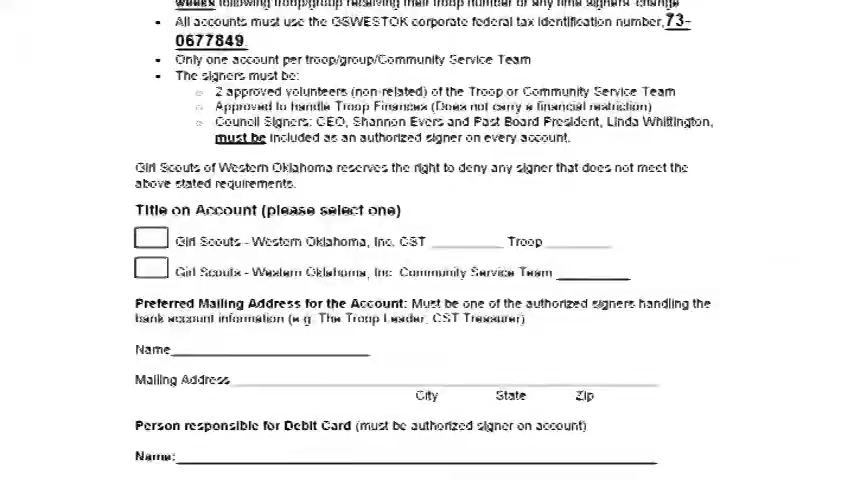 weeks following troop/group receiving their troop number or any time signers' change
• All accounts must use the GSWESTOK corporate federal tax identification number, 73-
0677849.
• Only one account per troop/group/Community Service Team
• The signers must be:
○ 2 approved volunteers (non-related) of the Troop or Community Service Team
○ Approved to handle Troop Finances (Does not carry a financial restriction)
○ Council Signers: CEO, Shannon Evers and Past Board President, Linda Whittington,
must be included as an authorized signer on every account.
Girl Scouts of Western Oklahoma reserves the right to deny any signer that does not meet the
above stated requirements.
Title on Account (please select one)
Girl Scouts - Western Oklahoma, Inc. CST __________ Troop __________
Girl Scouts - Western Oklahoma, Inc. Community Service Team __________
Preferred Mailing Address for the Account: Must be one of the authorized signers handling the
bank account information (e.g. The Troop Leader, CST Treasurer)
Name______________________________
Mailing Address______________________________
City State Zip
Person responsible for Debit Card (must be authorized signer on account)
Name:______________________________